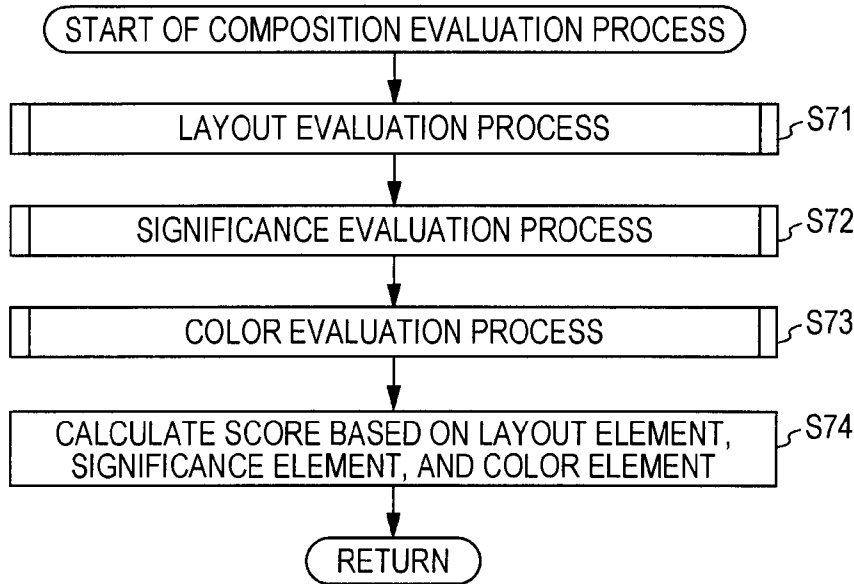 START OF COMPOSITION EVALUATION PROCESS
LAYOUT EVALUATION PROCESS
S71
SIGNIFICANCE EVALUATION PROCESS
S72
COLOR EVALUATION PROCESS
S73
CALCULATE SCORE BASED ON LAYOUT ELEMENT,
SIGNIFICANCE ELEMENT, AND COLOR ELEMENT
S74
RETURN